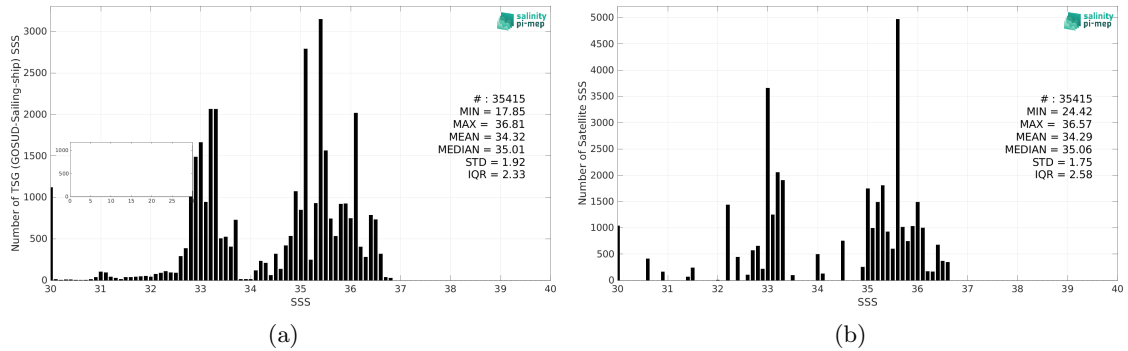 salinity
pi-mep
Number of TSG (GOSUD-Sailing-ship) SSS
3000
2500
2000
1500
1000
500
0
# : 35415
MIN = 17.85
MAX = 36.81
MEAN = 34.32
MEDIAN = 35.01
STD = 1.92
IQR = 2.33
1000
500
0
0 5 10 15 20 25
30 31 32 33 34 35 36 37 38 39 40
SSS
(a)
salinity
pi-mep
Number of Satellite SSS
5000
4500
4000
3500
3000
2500
2000
1500
1000
500
0
# : 35415
MIN = 24.42
MAX = 36.57
MEAN = 34.29
MEDIAN = 35.06
STD = 1.75
IQR = 2.58
30 31 32 33 34 35 36 37 38 39 40
SSS
(b)